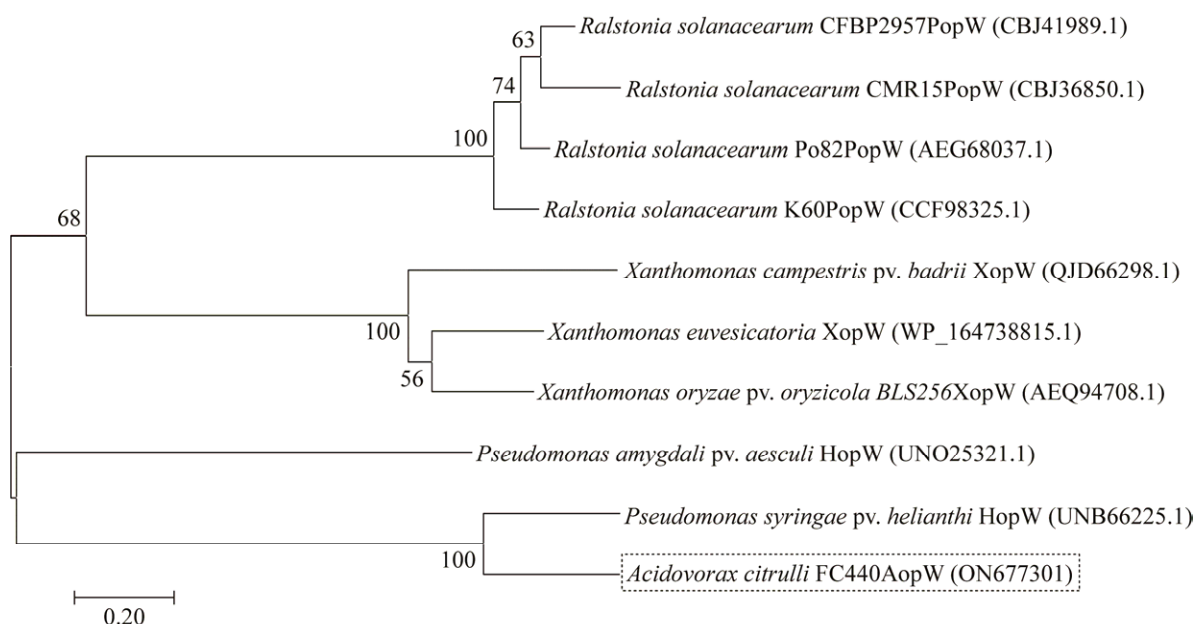 Ralstonia solanacearum CFBP2957PopW (CBJ41989.1)
63
Ralstonia solanacearum CMR15PopW (CBJ36850.1)
74
100
Ralstonia solanacearum Po82PopW (AEG68037.1)
Ralstonia solanacearum K60PopW (CCF98325.1)
68
Xanthomonas campestris pv. badrii XopW (QJD66298.1)
100
Xanthomonas euvesicatoria XopW (WP_164738815.1)
56
Xanthomonas oryzae pv. oryzicola BLS256XopW (AEQ94708.1)
Pseudomonas amygdali pv. aesculi HopW (UNO25321.1)
Pseudomonas syringae pv. helianthi HopW (UNB66225.1)
100
Acidovorax citrulli FC440AopW (ON677301)
0.20